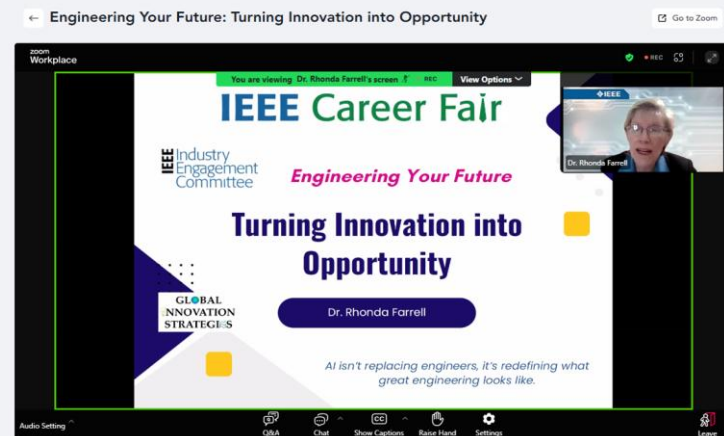 Engineering Your Future: Turning Innovation into Opportunity
Go to Zoom
zoom
Workplace
REC
You are viewing Dr. Rhonda Farrell's screen
REC
View Options
IEEE Career Fair
IEEE
Industry
Engagement
Committee
Engineering Your Future
IEEE
Dr. Rhonda Farrell
Turning Innovation into
Opportunity
GLOBAL
INNOVATION
STRATEGIES
Dr. Rhonda Farrell
AI isn't replacing engineers, it's redefining what
great engineering looks like.
Audio Setting
Q&A
Chat
CC
Show Captions
Raise Hand
Settings
Leave